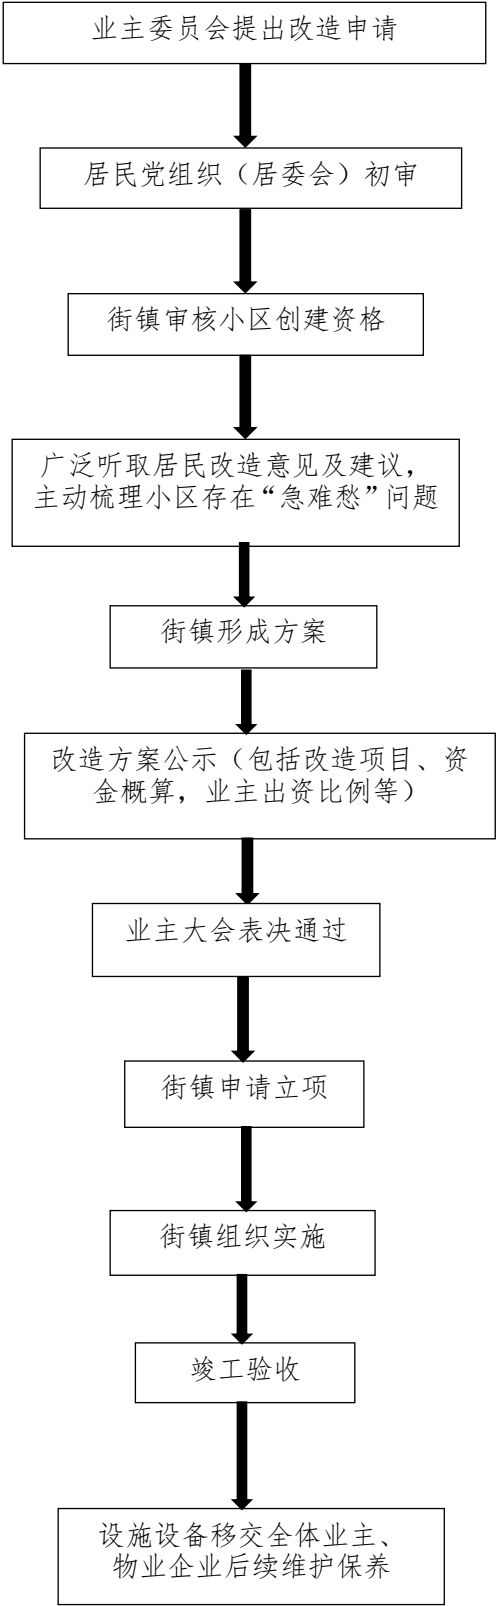 业主委员会提出改造申请
居民党组织（居委会）初审
街镇审核小区创建资格
广泛听取居民改造意见及建议，
主动梳理小区存在“急难愁”问题
街镇形成方案
改造方案公示（包括改造项目、资
金概算，业主出资比例等）
业主大会表决通过
街镇申请立项
街镇组织实施
竣工验收
设施设备移交全体业主、
物业企业后续维护保养